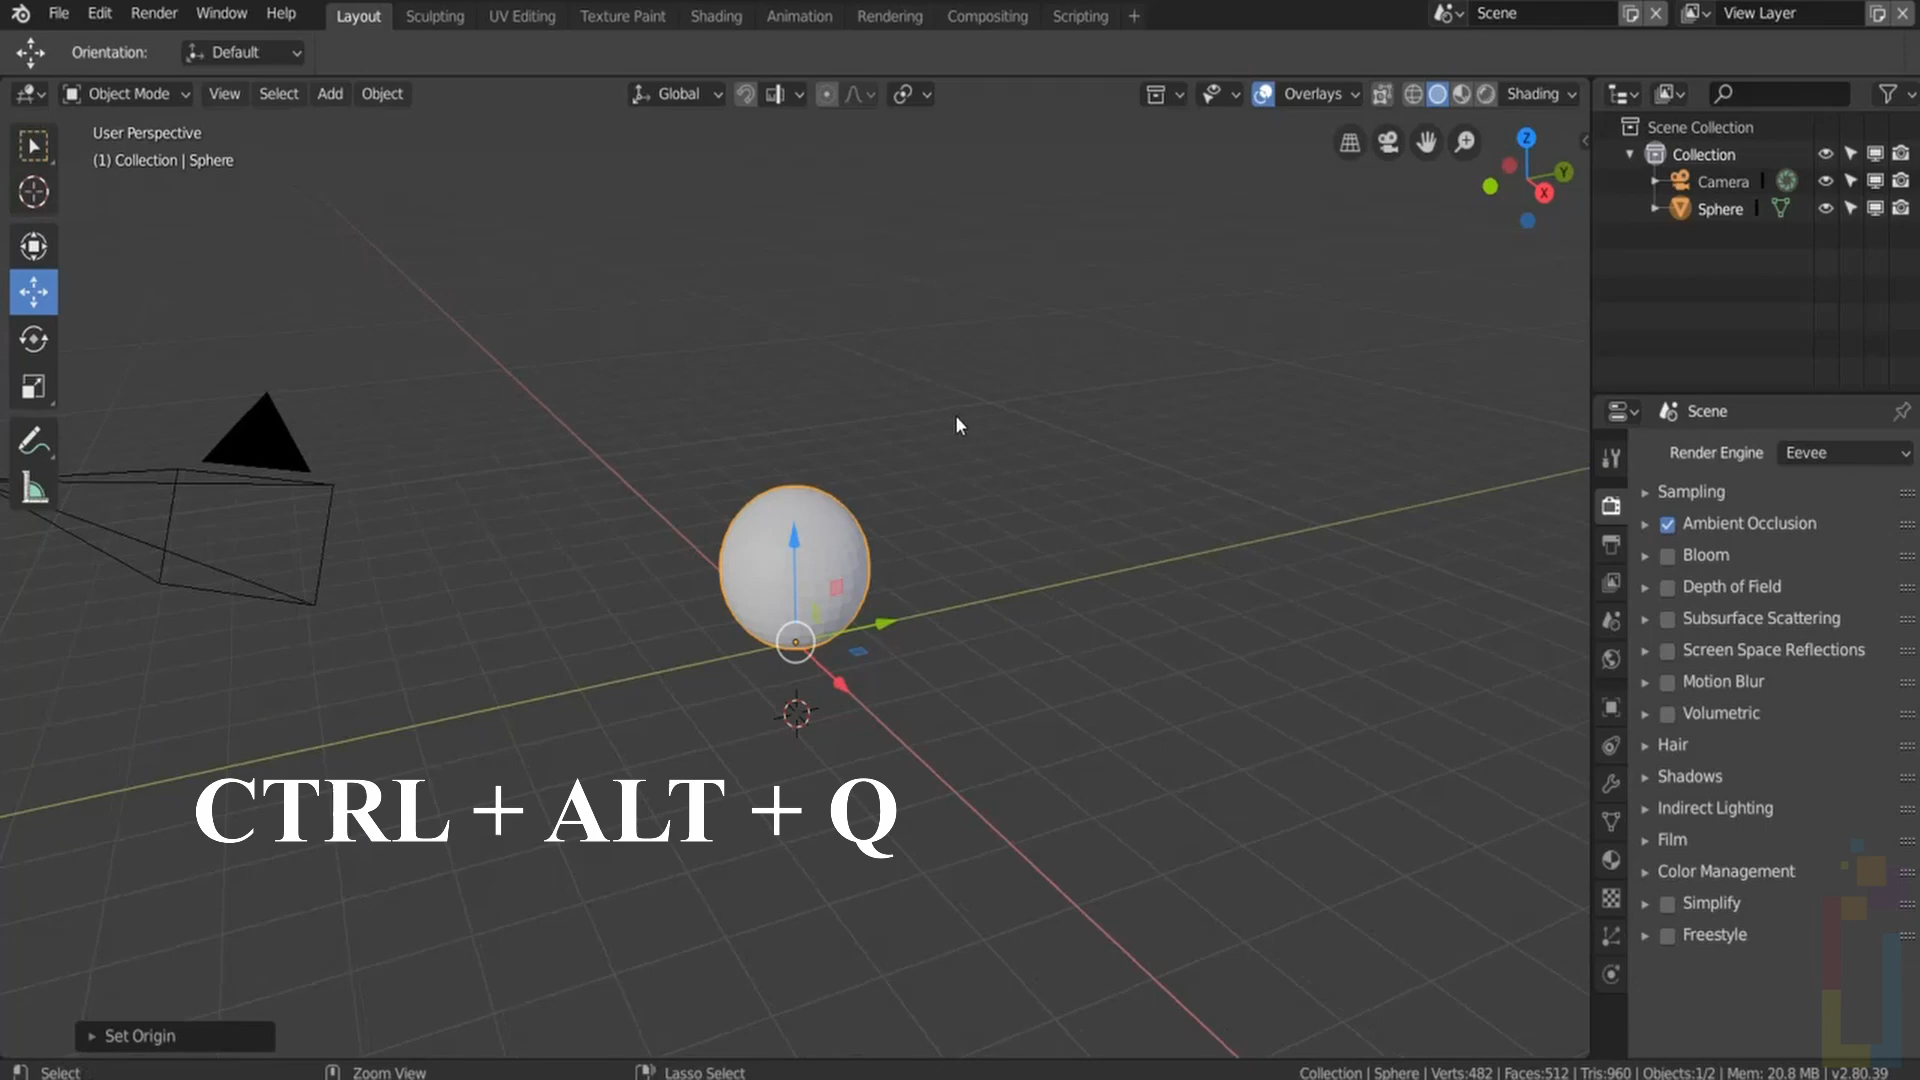 File Edit Render Window Help Layout Sculpting UV Editing Texture Paint Shading Animation Rendering Compositing Scripting + Scene View Layer
Orientation: Default
Object Mode View Select Add Object Global Overlays Shading
User Perspective
(1) Collection | Sphere
Z
Y
X
Scene Collection
Collection
Camera
Sphere
Scene
Render Engine Eevee
Sampling
Ambient Occlusion
Bloom
Depth of Field
Subsurface Scattering
Screen Space Reflections
Motion Blur
Volumetric
Hair
Shadows
Indirect Lighting
Film
Color Management
Simplify
Freestyle
CTRL + ALT + Q
Set Origin
Select Zoom View Lasso Select Collection | Sphere | Verts:482 | Faces:512 | Tris:960 | Objects:1/2 | Mem: 20.8 MB | v2.80.39